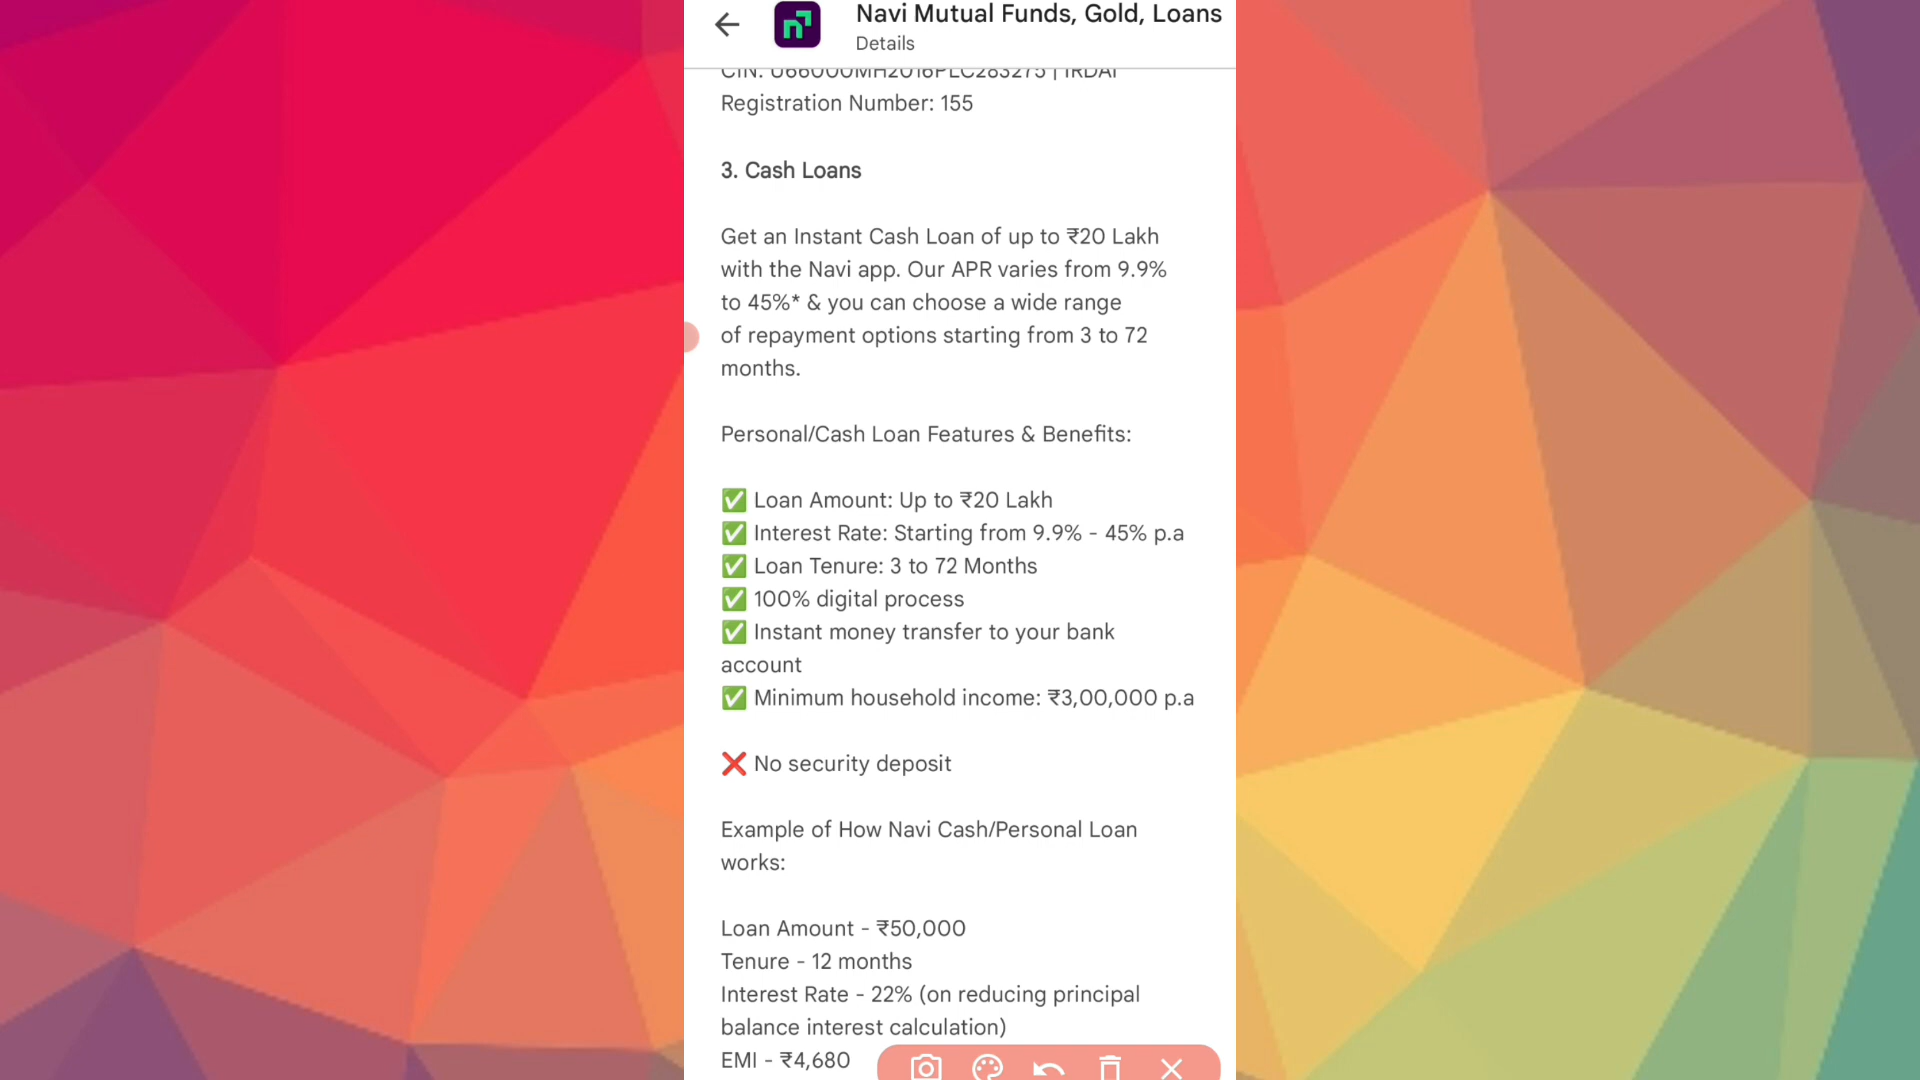 Navi Mutual Funds, Gold, Loans
Details
CIN: U66000MH2016PLC283275 | IRDAI
Registration Number: 155
3. Cash Loans
Get an Instant Cash Loan of up to ₹20 Lakh
with the Navi app. Our APR varies from 9.9%
to 45%* & you can choose a wide range
of repayment options starting from 3 to 72
months.
Personal/Cash Loan Features & Benefits:
✅ Loan Amount: Up to ₹20 Lakh
✅ Interest Rate: Starting from 9.9% - 45% p.a
✅ Loan Tenure: 3 to 72 Months
✅ 100% digital process
✅ Instant money transfer to your bank
account
✅ Minimum household income: ₹3,00,000 p.a
❌ No security deposit
Example of How Navi Cash/Personal Loan
works:
Loan Amount - ₹50,000
Tenure - 12 months
Interest Rate - 22% (on reducing principal
balance interest calculation)
EMI - ₹4,680